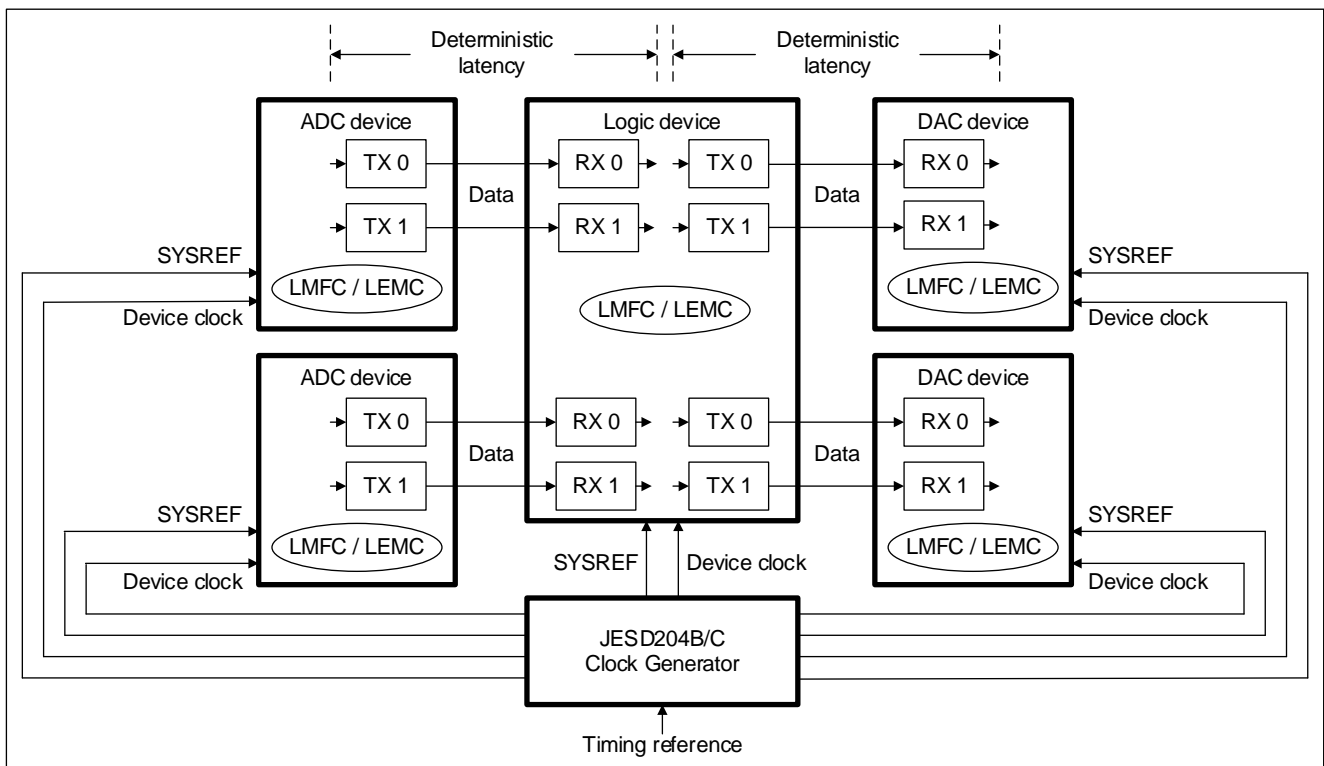 Deterministic
latency
Deterministic
latency
ADC device
TX 0
TX 1
LMFC / LEMC
Data
SYSREF
Device clock
Logic device
RX 0
TX 0
RX 1
TX 1
LMFC / LEMC
Data
DAC device
RX 0
RX 1
LMFC / LEMC
SYSREF
Device clock
ADC device
TX 0
TX 1
LMFC / LEMC
Data
SYSREF
Device clock
RX 0
TX 0
RX 1
TX 1
Data
DAC device
RX 0
RX 1
LMFC / LEMC
SYSREF
Device clock
SYSREF
Device clock
JESD204B/C
Clock Generator
Timing reference